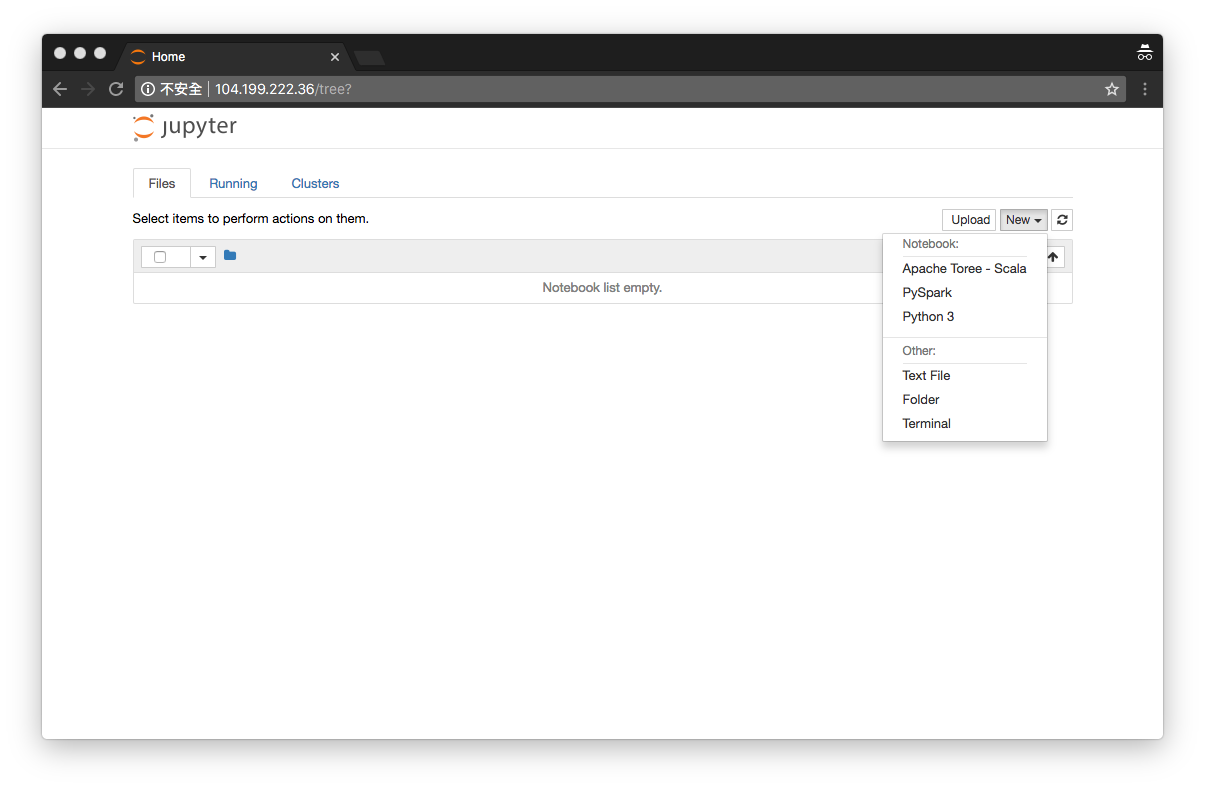 Home
不安全 104.199.222.36/tree?
jupyter
Files Running Clusters
Select items to perform actions on them.
Upload New
Notebook list empty.
Notebook:
Apache Toree - Scala
PySpark
Python 3
Other:
Text File
Folder
Terminal